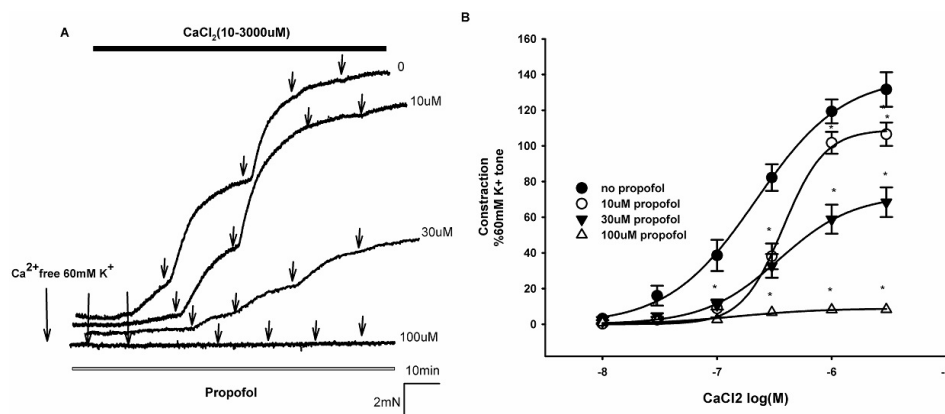 A
CaCl2(10-3000uM)
0
10uM
30uM
Ca2+free 60mM K+
100uM
10min
Propofol
2mN
B
160
140
120
100
80
60
40
20
0
Constraction
%60mM K+ tone
no propofol
10uM propofol
30uM propofol
100uM propofol
* * * * * * * * *
-8
-7
-6
-
CaCl2 log(M)